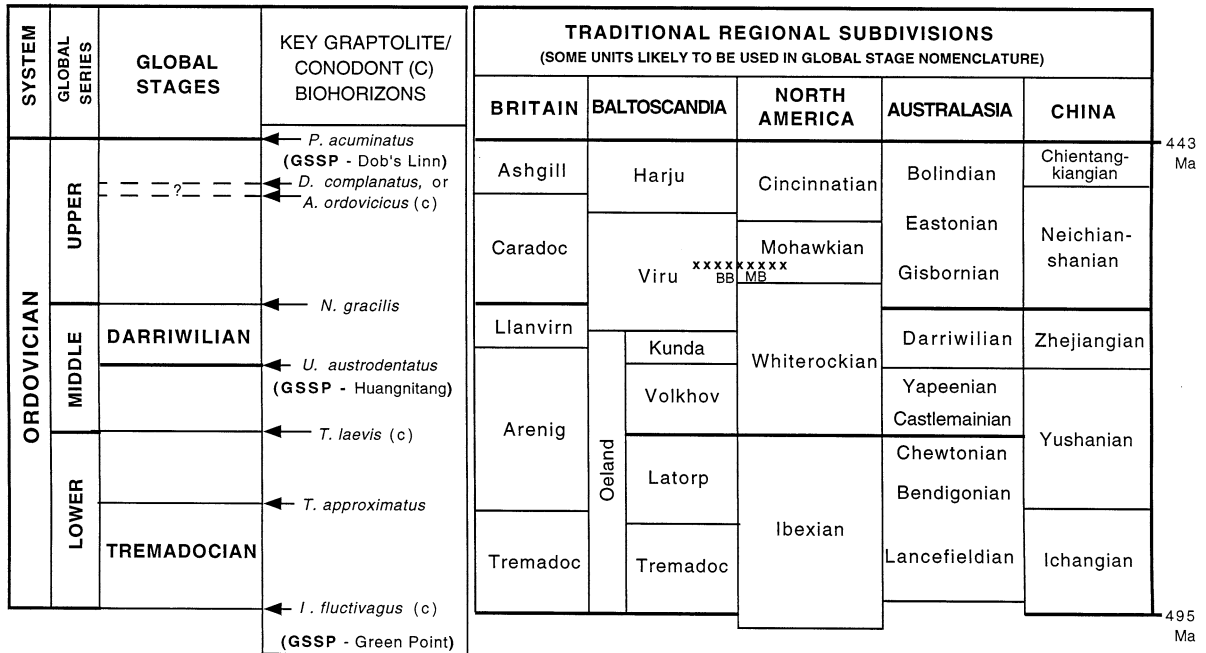 SYSTEM
GLOBAL
SERIES
GLOBAL
STAGES
KEY GRAPTOLITE/
CONODONT (C)
BIOHORIZONS
ORDOVICIAN
UPPER
MIDDLE
LOWER
DARRIWILIAN
TREMADOCIAN
?
P. acuminatus
(GSSP - Dob's Linn)
D. complanatus, or
A. ordovicicus (c)
N. gracilis
U. austrodentatus
(GSSP - Huangnitang)
T. laevis (c)
T. approximatus
I. fluctivagus (c)
(GSSP - Green Point)
TRADITIONAL REGIONAL SUBDIVISIONS
(SOME UNITS LIKELY TO BE USED IN GLOBAL STAGE NOMENCLATURE)
BRITAIN
Ashgill
Caradoc
Llanvirn
Arenig
Tremadoc
BALTOSCANDIA
Harju
Viru
Oeland
Kunda
Volkhov
Latorp
Tremadoc
xxxxxxxxxx
BB MB
NORTH
AMERICA
Cincinnatian
Mohawkian
Whiterockian
Ibexian
AUSTRALASIA
Bolindian
Eastonian
Gisbornian
Darriwilian
Yapeenian
Castlemainian
Chewtonian
Bendigonian
Lancefieldian
CHINA
Chientang-
kiangian
Neichian-
shanian
Zhejiangian
Yushanian
Ichangian
443
Ma
495
Ma